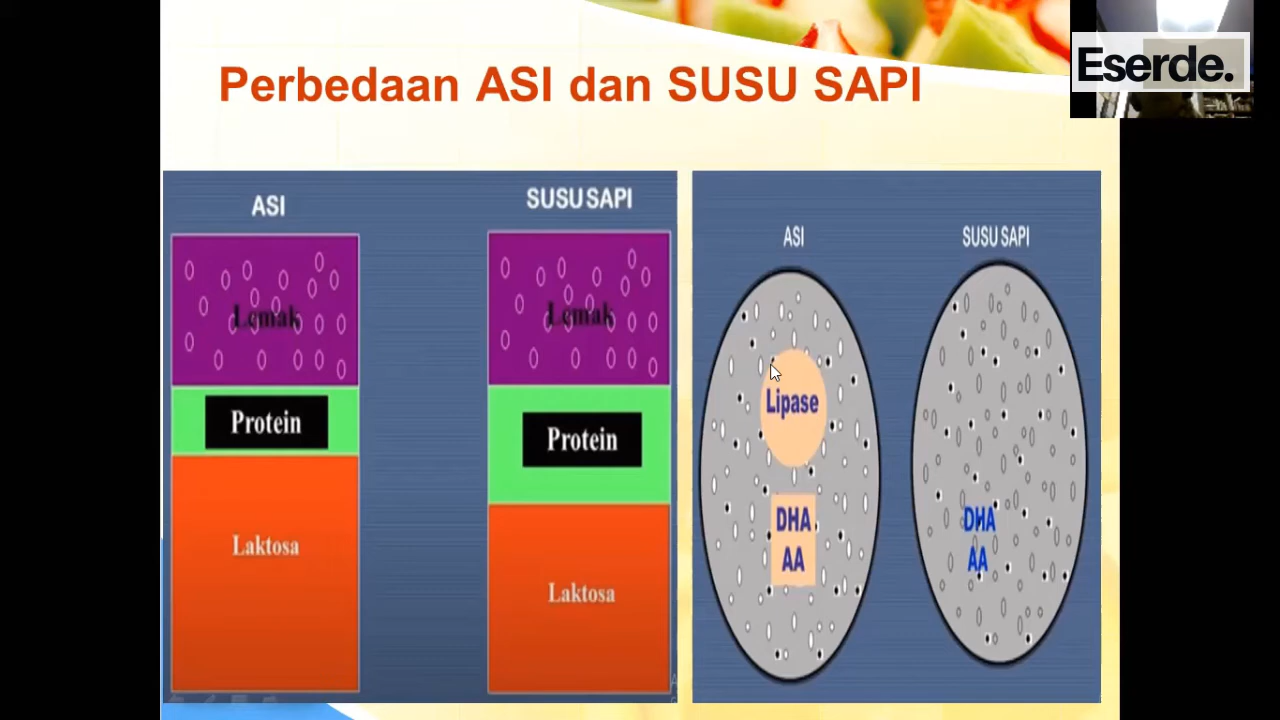 Perbedaan ASI dan SUSU SAPI
Eserde.
ASI
SUSU SAPI
Lemak
Lemak
Protein
Protein
Laktosa
Laktosa
ASI
SUSU SAPI
Lipase
DHA
AA
DHA
AA